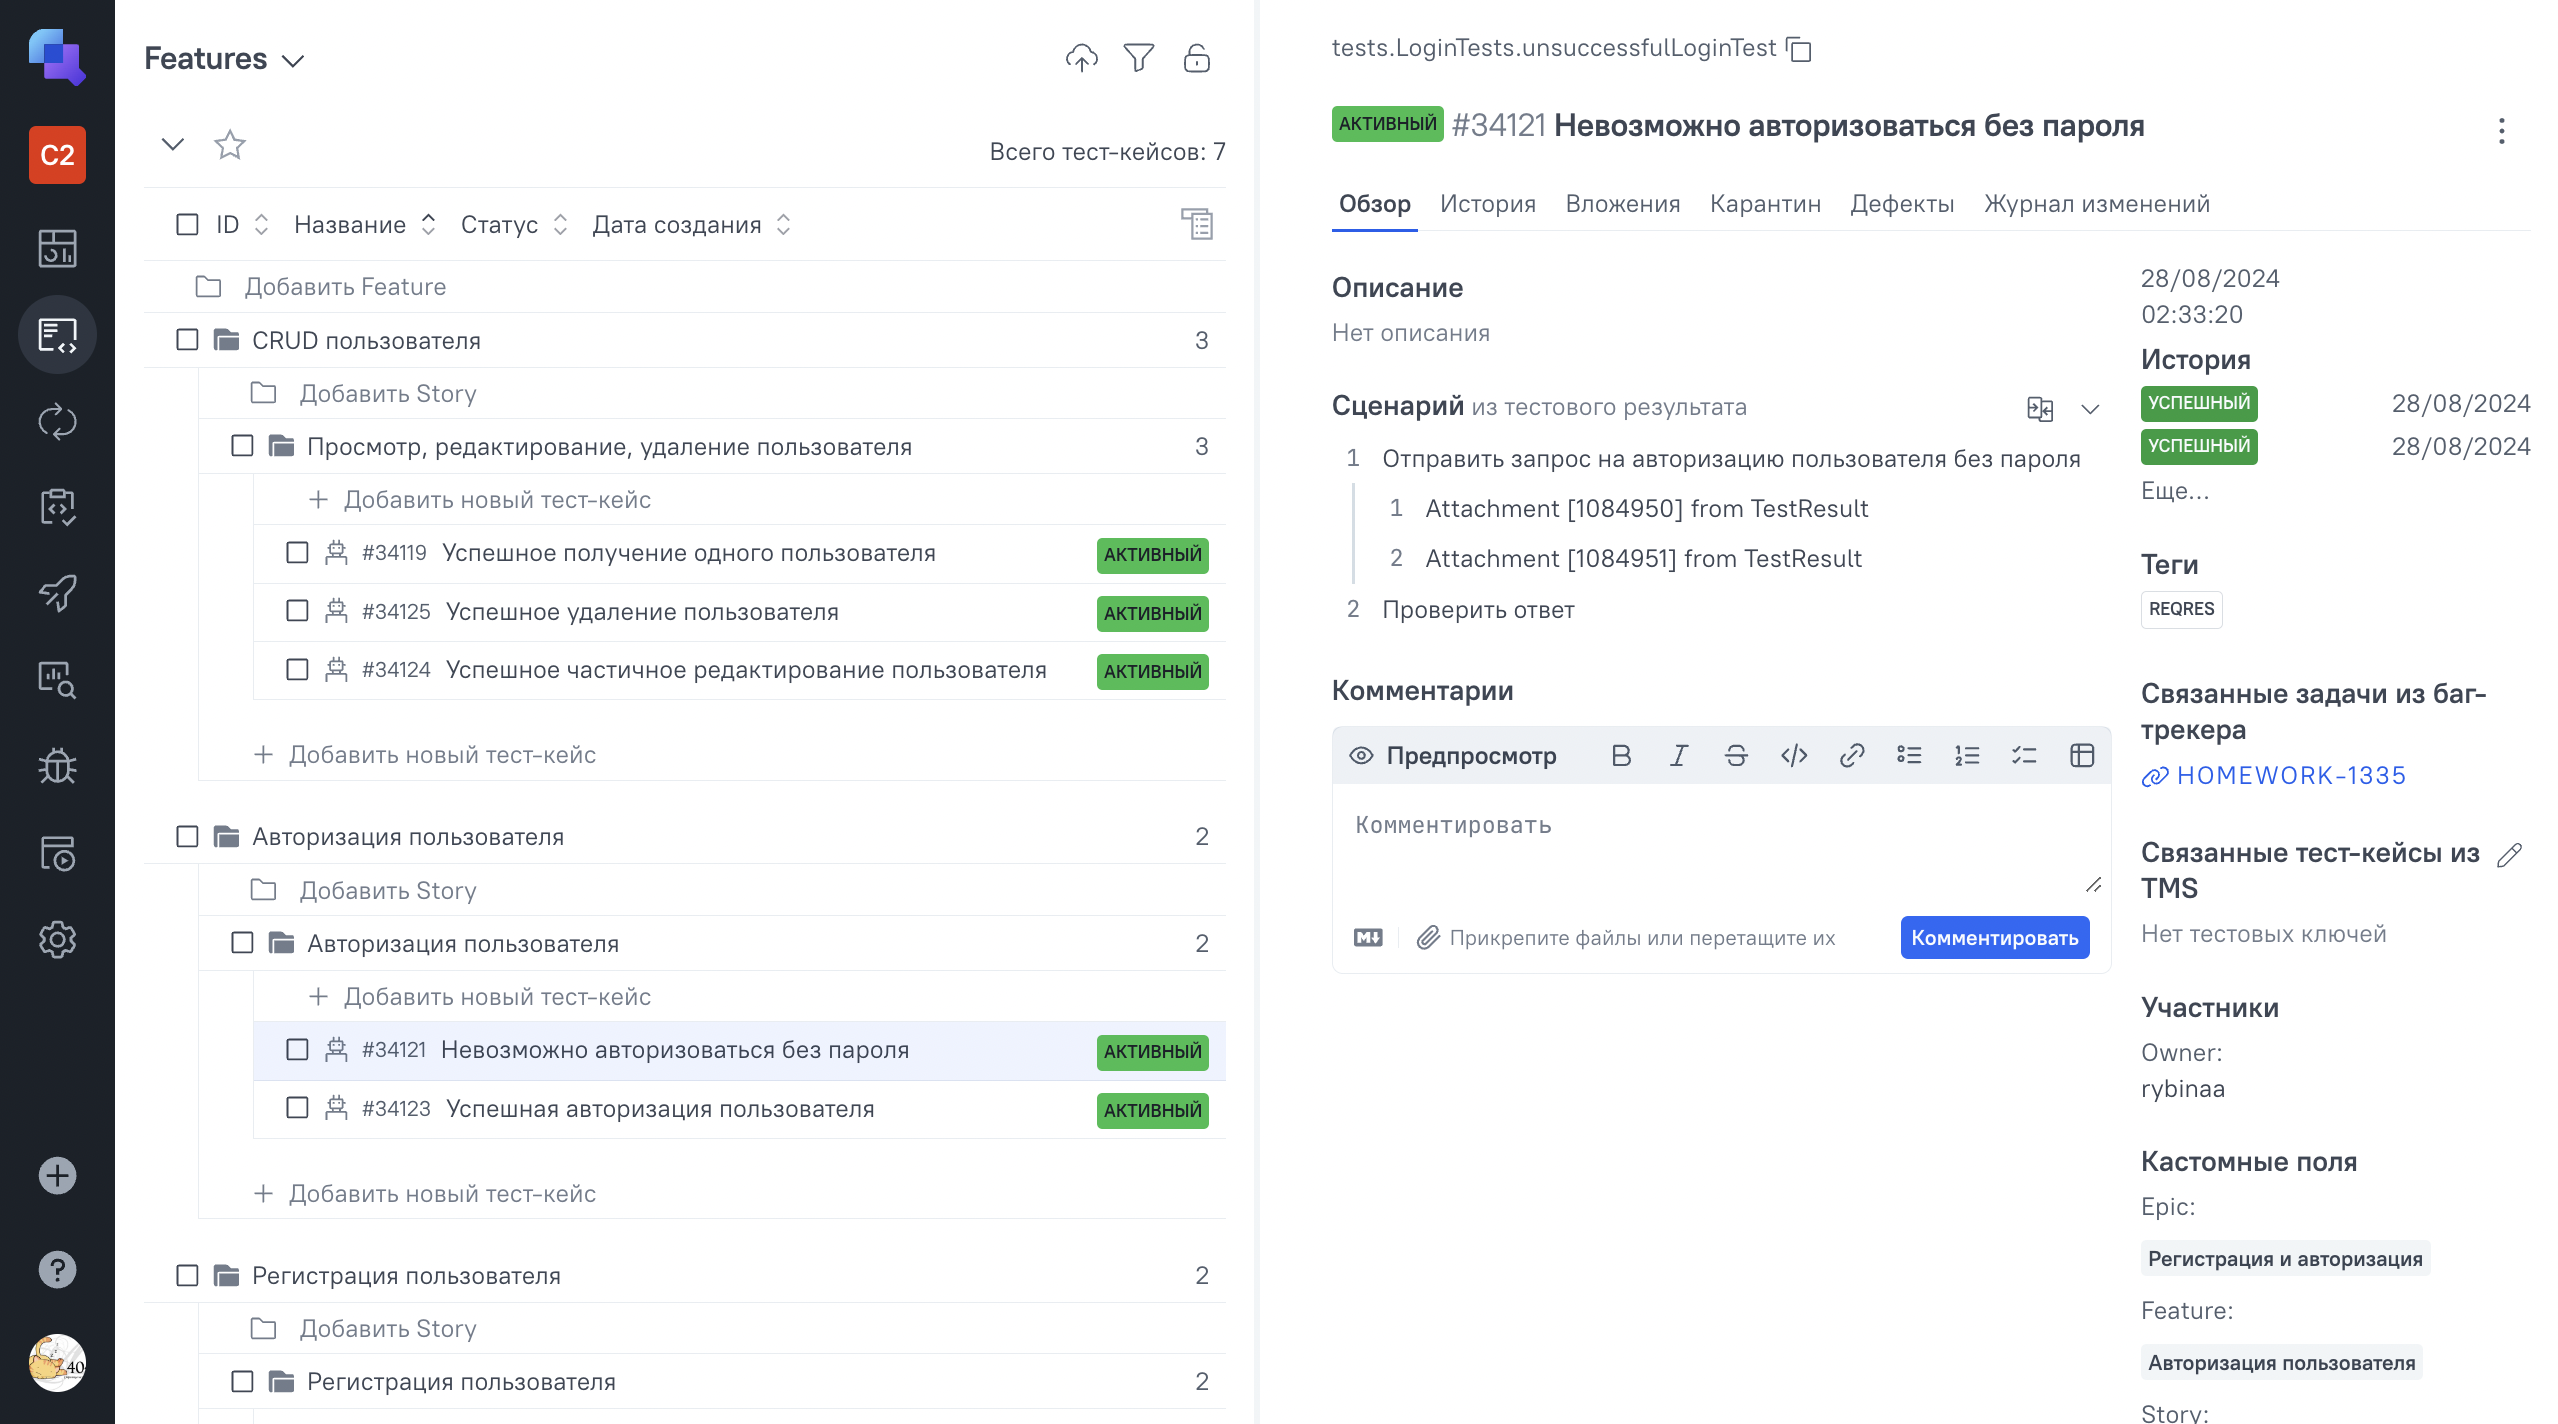 C2
Features
Всего тест-кейсов: 7
ID Название Статус Дата создания
Добавить Feature
CRUD пользователя 3
Добавить Story
Просмотр, редактирование, удаление пользователя 3
Добавить новый тест-кейс
#34119 Успешное получение одного пользователя АКТИВНЫЙ
#34125 Успешное удаление пользователя АКТИВНЫЙ
#34124 Успешное частичное редактирование пользователя АКТИВНЫЙ
Добавить новый тест-кейс
Авторизация пользователя 2
Добавить Story
Авторизация пользователя 2
Добавить новый тест-кейс
#34121 Невозможно авторизоваться без пароля АКТИВНЫЙ
#34123 Успешная авторизация пользователя АКТИВНЫЙ
Добавить новый тест-кейс
Регистрация пользователя 2
Добавить Story
Регистрация пользователя 2
tests.LoginTests.unsuccessfulLoginTest
АКТИВНЫЙ #34121 Невозможно авторизоваться без пароля
Обзор История Вложения Карантин Дефекты Журнал изменений
Описание
Нет описания
Сценарий из тестового результата
1 Отправить запрос на авторизацию пользователя без пароля
1 Attachment [1084950] from TestResult
2 Attachment [1084951] from TestResult
2 Проверить ответ
Комментарии
Предпросмотр
Комментировать
Прикрепите файлы или перетащите их
Комментировать
28/08/2024
02:33:20
История
УСПЕШНЫЙ 28/08/2024
УСПЕШНЫЙ 28/08/2024
Еще...
Теги
REQRES
Связанные задачи из баг-
трекера
HOMEWORK-1335
Связанные тест-кейсы из
TMS
Нет тестовых ключей
Участники
Owner:
rybinaa
Кастомные поля
Epic:
Регистрация и авторизация
Feature:
Авторизация пользователя
Story: